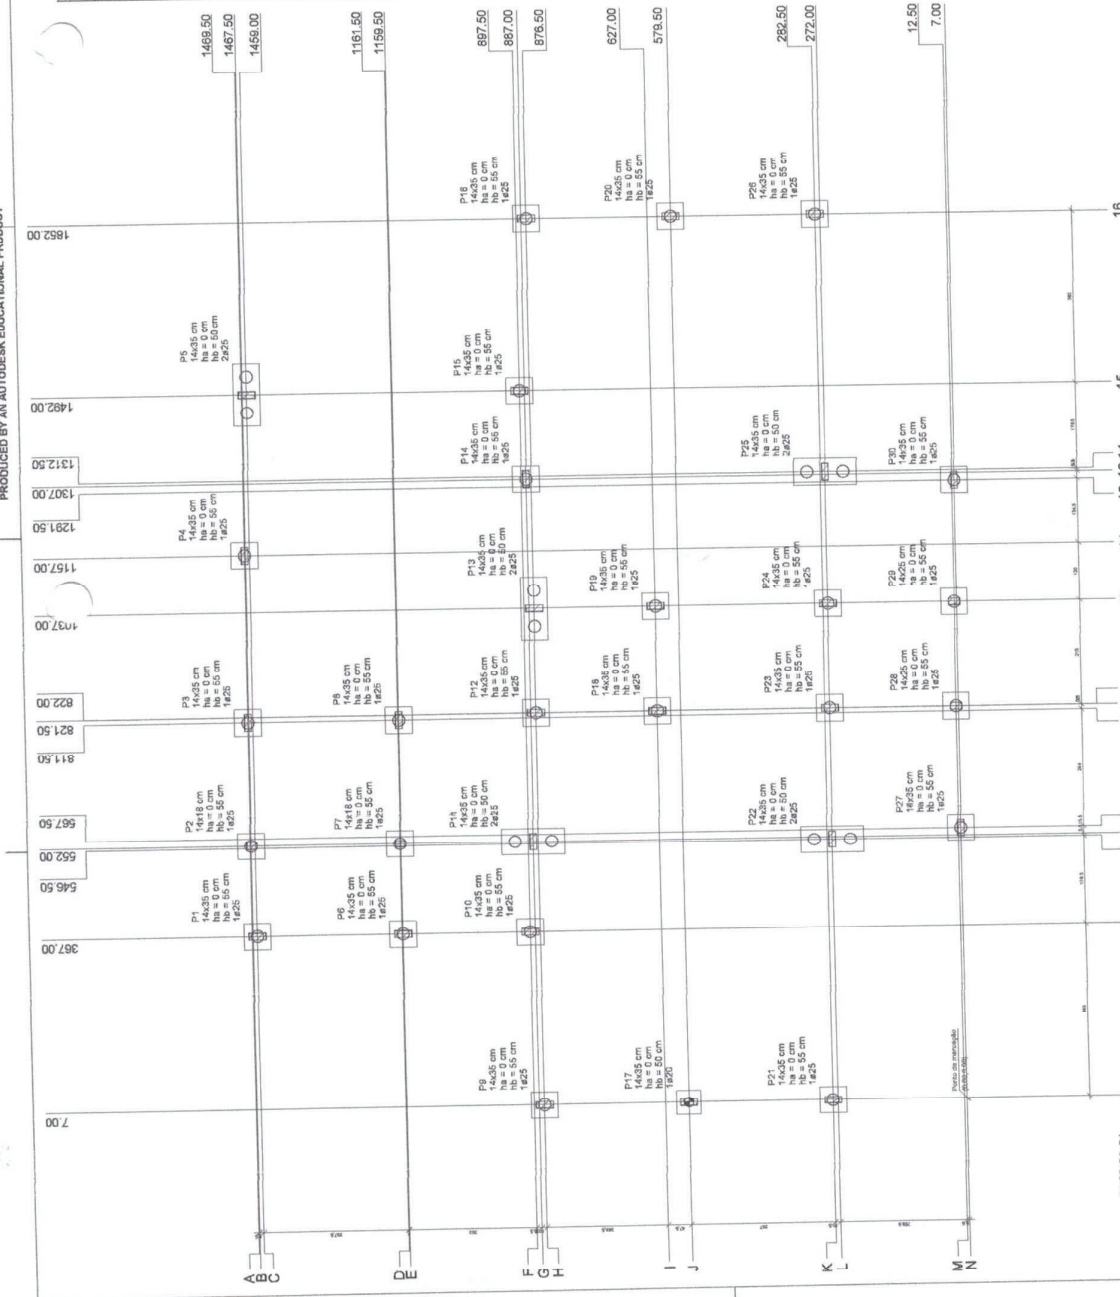 PRODUCED BY AN AUTODESK EDUCATIONAL PRODUCT
1469.50
1467.50
1459.00
1161.50
1159.50
897.50
887.00
876.50
627.00
579.50
282.50
272.00
12.50
7.00
1852.00
1492.00
1312.50
1307.00
1291.50
1157.00
1037.00
822.00
821.50
811.50
567.50
552.00
546.50
367.00
7.00
P5
14x35 cm
ha = 0 cm
hb = 50 cm
2ø25
P4
14x35 cm
ha = 0 cm
hb = 55 cm
1ø25
P3
14x35 cm
ha = 0 cm
hb = 55 cm
1ø25
P2
14x18 cm
ha = 0 cm
hb = 55 cm
1ø25
P1
14x35 cm
ha = 0 cm
hb = 55 cm
1ø25
P8
14x35 cm
ha = 0 cm
hb = 55 cm
1ø25
P7
14x18 cm
ha = 0 cm
hb = 55 cm
1ø25
P6
14x35 cm
ha = 0 cm
hb = 55 cm
1ø25
P16
14x35 cm
ha = 0 cm
hb = 55 cm
1ø25
P15
14x35 cm
ha = 0 cm
hb = 55 cm
1ø25
P14
14x35 cm
ha = 0 cm
hb = 55 cm
1ø25
P13
14x35 cm
ha = 0 cm
hb = 50 cm
2ø25
P12
14x35 cm
ha = 0 cm
hb = 55 cm
1ø25
P11
14x35 cm
ha = 0 cm
hb = 50 cm
2ø25
P10
14x35 cm
ha = 0 cm
hb = 55 cm
1ø25
P9
14x35 cm
ha = 0 cm
hb = 55 cm
1ø25
P20
14x35 cm
ha = 0 cm
hb = 55 cm
1ø25
P19
14x35 cm
ha = 0 cm
hb = 55 cm
1ø25
P18
14x35 cm
ha = 0 cm
hb = 55 cm
1ø25
P17
14x35 cm
ha = 0 cm
hb = 50 cm
1ø20
P26
14x35 cm
ha = 0 cm
hb = 55 cm
1ø25
P25
14x35 cm
ha = 0 cm
hb = 50 cm
2ø25
P24
14x35 cm
ha = 0 cm
hb = 55 cm
1ø25
P23
14x35 cm
ha = 0 cm
hb = 55 cm
1ø25
P22
14x35 cm
ha = 0 cm
hb = 50 cm
2ø25
P21
14x35 cm
ha = 0 cm
hb = 55 cm
1ø25
P30
14x35 cm
ha = 0 cm
hb = 55 cm
1ø25
P29
14x25 cm
ha = 0 cm
hb = 55 cm
1ø25
P28
14x25 cm
ha = 0 cm
hb = 55 cm
1ø25
P27
ha = 0 cm
hb = 55 cm
1ø25
Ponto de marcação
A
B
C
D
E
F
G
H
I
J
K
L
M
N
16
15